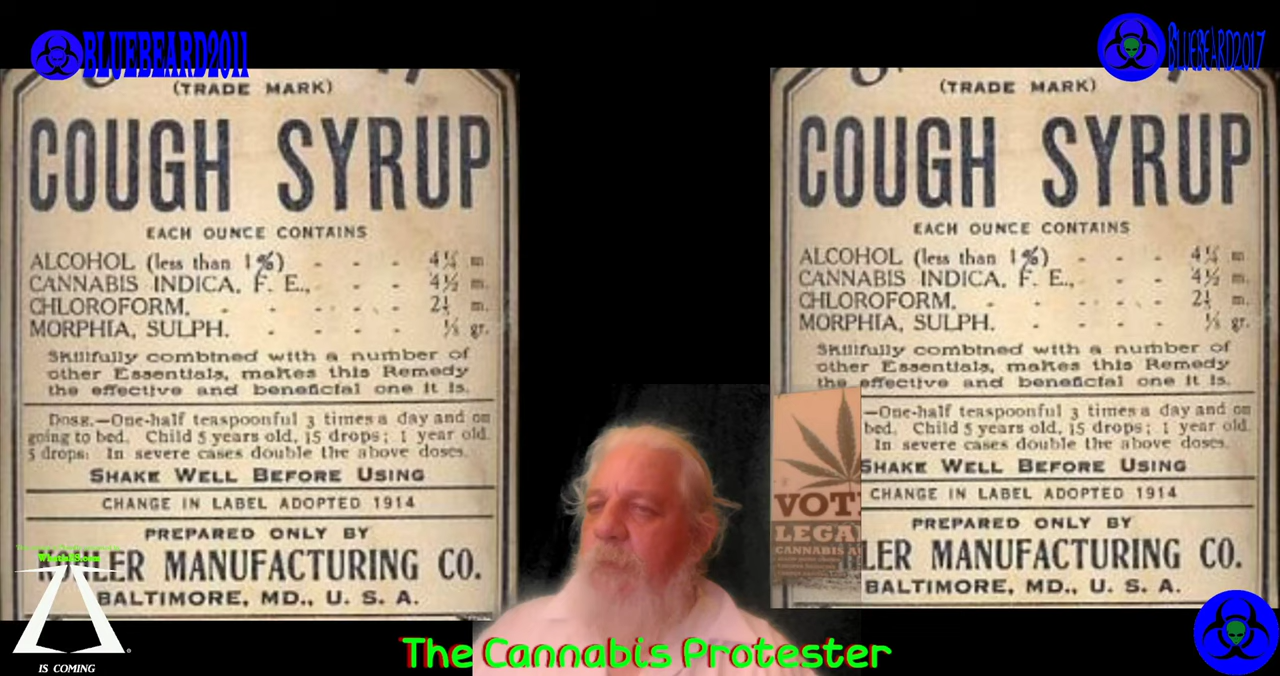 BLUEBEARD2011
BLUEBEARD2017
(TRADE MARK)
COUGH SYRUP
EACH OUNCE CONTAINS
ALCOHOL (less than 1%) - - - 4¼ m.
CANNABIS INDICA, F. E., - - 4½ m.
CHLOROFORM, - - - - 2⅓ m.
MORPHIA, SULPH. - - - ⅛ gr.
Skillfully combined with a number of
other Essentials, makes this Remedy
the effective and beneficial one it is.
DOSE.—One-half teaspoonful 3 times a day and on
going to bed. Child 5 years old, 15 drops; 1 year old.
5 drops: In severe cases double the above doses.
SHAKE WELL BEFORE USING
CHANGE IN LABEL ADOPTED 1914
PREPARED ONLY BY
KOHLER MANUFACTURING CO.
BALTIMORE, MD., U. S. A.
IS COMING
(TRADE MARK)
COUGH SYRUP
EACH OUNCE CONTAINS
ALCOHOL (less than 1%) - - - 4¼ m
CANNABIS INDICA, F. E., - - 4½ m.
CHLOROFORM. - - - - 2⅓ m.
MORPHIA, SULPH. - - - ⅛ gr.
Skillfully combined with a number of
other Essentials, makes this Remedy
the effective and beneficial one it is.
—One-half teaspoonful 3 times a day and on
bed. Child 5 years old, 15 drops; 1 year old.
In severe cases double the above doses.
SHAKE WELL BEFORE USING
CHANGE IN LABEL ADOPTED 1914
PREPARED ONLY BY
LER MANUFACTURING CO.
BALTIMORE, MD., U. S. A.
VOT
LEGA
CANNABIS A
The Cannabis Protester